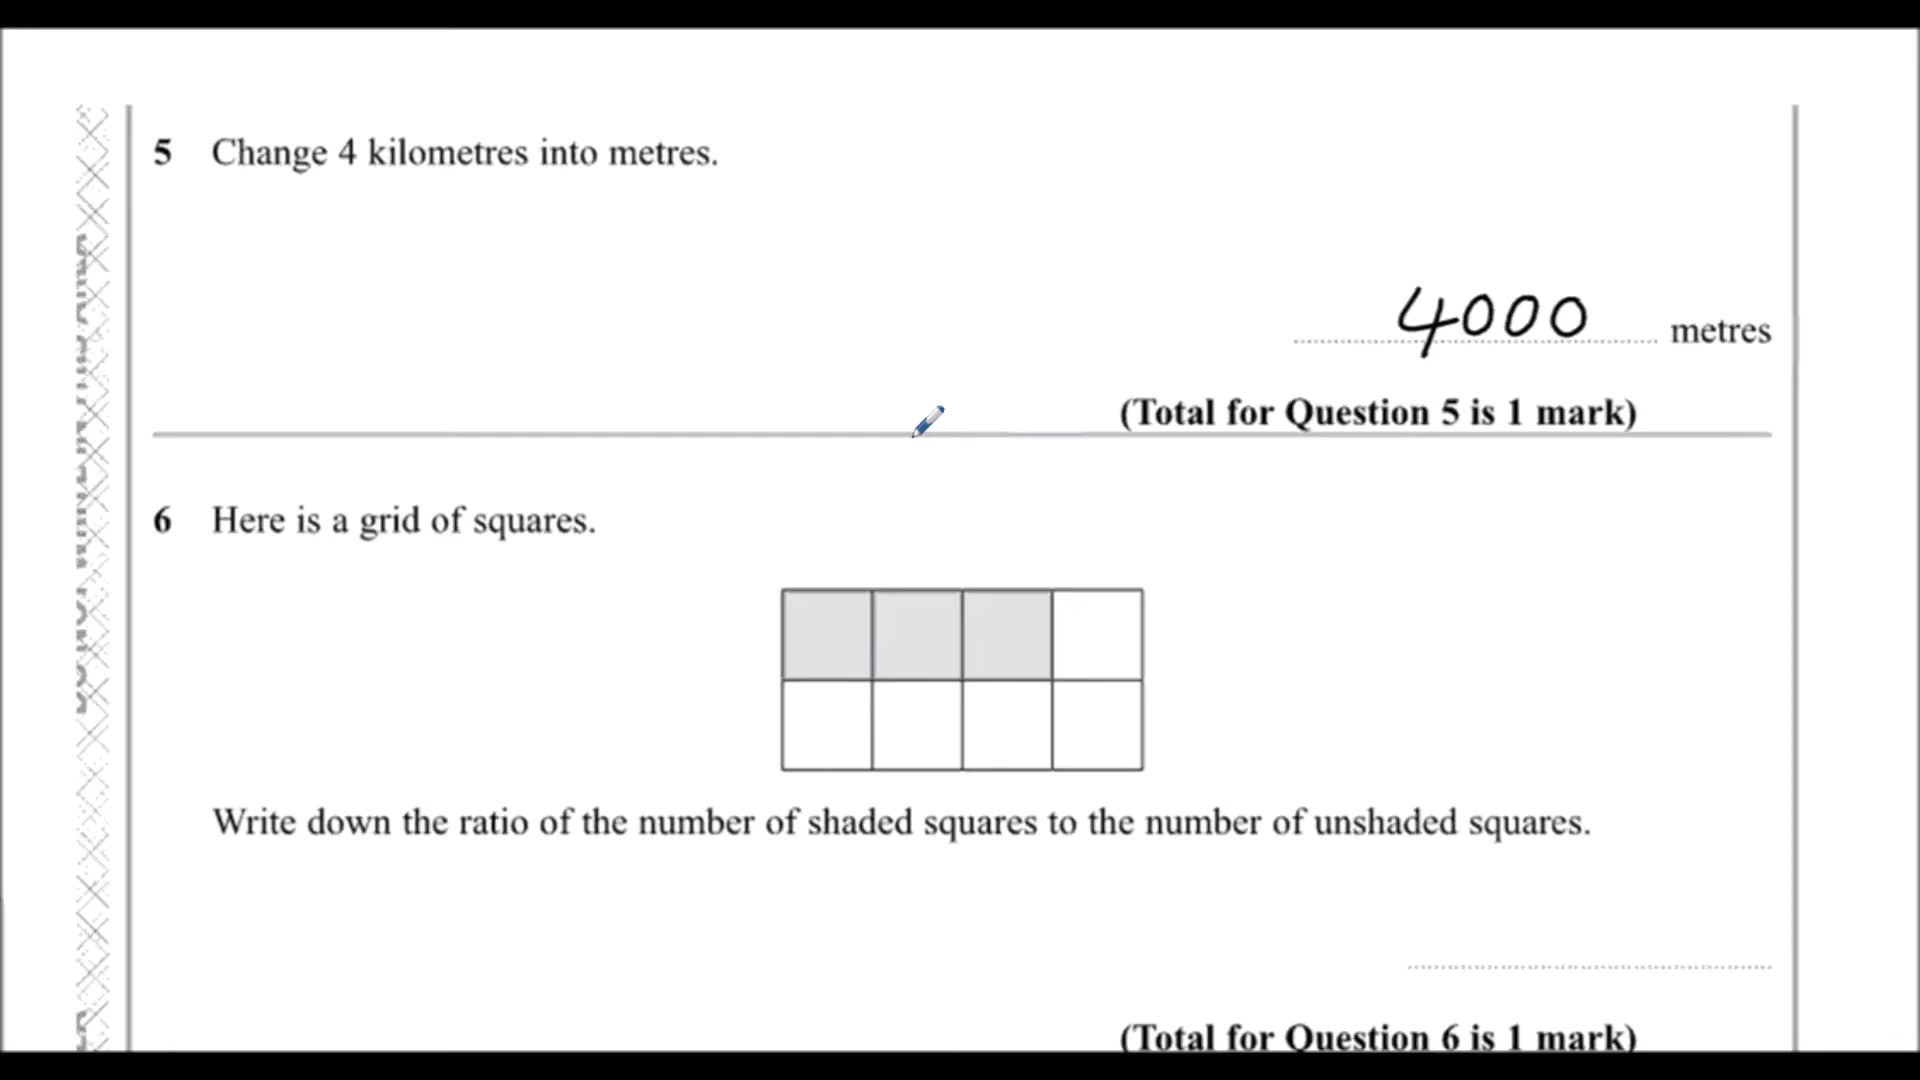 5 Change 4 kilometres into metres.
4000 metres
(Total for Question 5 is 1 mark)
6 Here is a grid of squares.
Write down the ratio of the number of shaded squares to the number of unshaded squares.
(Total for Question 6 is 1 mark)